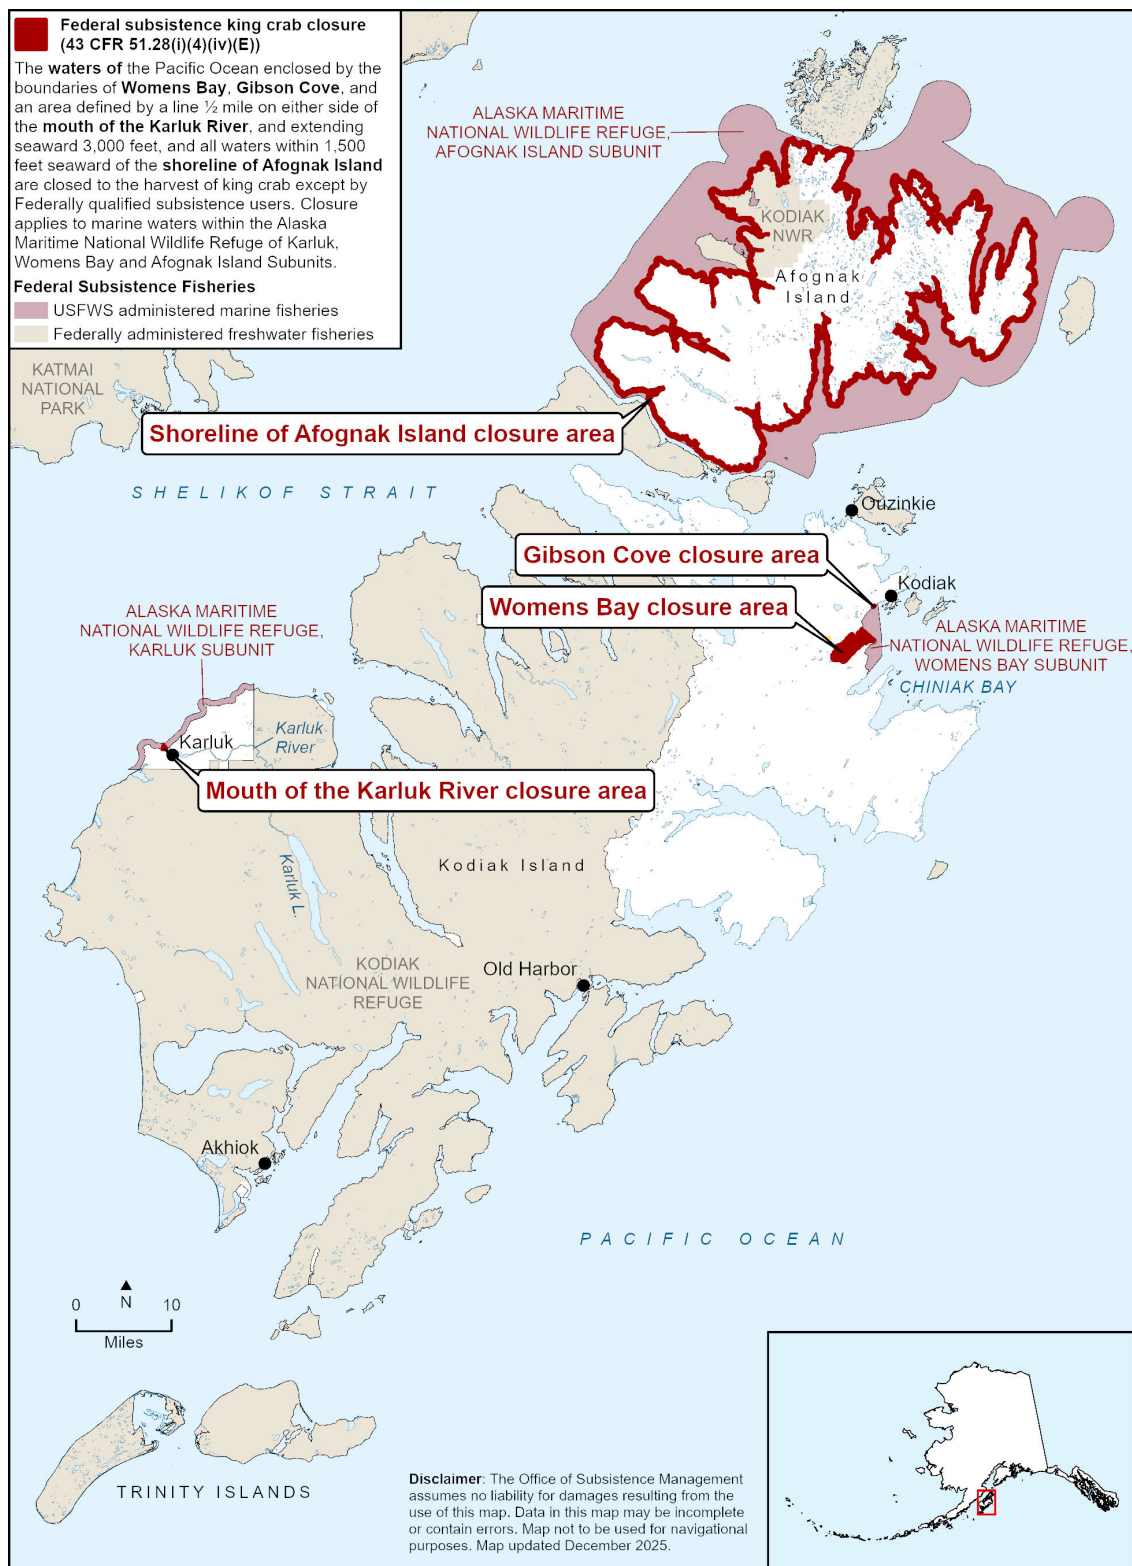 Federal subsistence king crab closure
(43 CFR 51.28(i)(4)(iv)(E))
The waters of the Pacific Ocean enclosed by the
boundaries of Womens Bay, Gibson Cove, and
an area defined by a line ½ mile on either side of
the mouth of the Karluk River, and extending
seaward 3,000 feet, and all waters within 1,500
feet seaward of the shoreline of Afognak Island
are closed to the harvest of king crab except by
Federally qualified subsistence users. Closure
applies to marine waters within the Alaska
Maritime National Wildlife Refuge of Karluk,
Womens Bay and Afognak Island Subunits.
Federal Subsistence Fisheries
USFWS administered marine fisheries
Federally administered freshwater fisheries
ALASKA MARITIME
NATIONAL WILDLIFE REFUGE,
AFOGNAK ISLAND SUBUNIT
KODIAK
NWR
Afognak
Island
KATMAI
NATIONAL
PARK
Shoreline of Afognak Island closure area
SHELIKOF STRAIT
Ouzinkie
Gibson Cove closure area
Kodiak
Womens Bay closure area
ALASKA MARITIME
NATIONAL WILDLIFE REFUGE,
WOMENS BAY SUBUNIT
CHINIAK BAY
ALASKA MARITIME
NATIONAL WILDLIFE REFUGE,
KARLUK SUBUNIT
Karluk
Karluk
River
Mouth of the Karluk River closure area
Kodiak Island
Karluk L.
KODIAK
NATIONAL WILDLIFE
REFUGE
Old Harbor
Akhiok
PACIFIC OCEAN
N
0 10
Miles
TRINITY ISLANDS
Disclaimer: The Office of Subsistence Management
assumes no liability for damages resulting from the
use of this map. Data in this map may be incomplete
or contain errors. Map not to be used for navigational
purposes. Map updated December 2025.